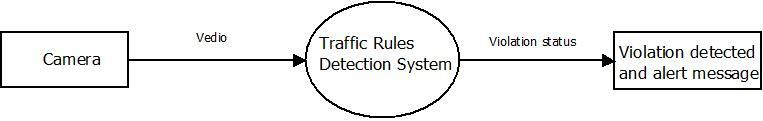 Camera
Vedio
Traffic Rules
Detection System
Violation status
Violation detected
and alert message